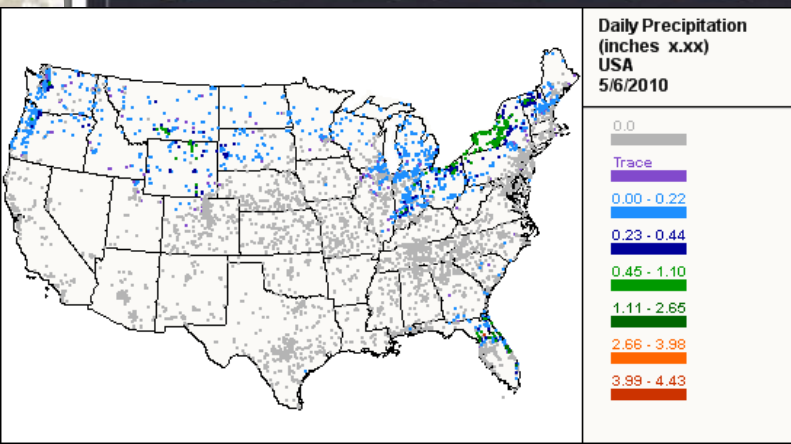 Daily Precipitation
(inches x.xx)
USA
5/6/2010
0.0
Trace
0.00 - 0.22
0.23 - 0.44
0.45 - 1.10
1.11 - 2.65
2.66 - 3.98
3.99 - 4.43